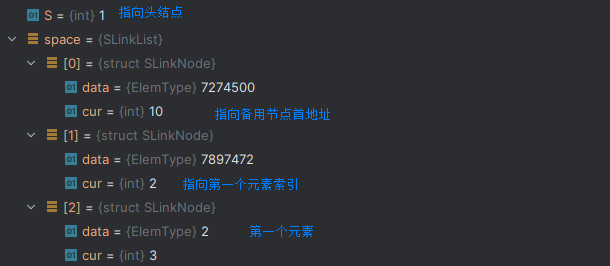 S = {int} 1 指向头结点
space = {SLinkList}
[0] = {struct SLinkNode}
data = {ElemType} 7274500
cur = {int} 10 指向备用节点首地址
[1] = {struct SLinkNode}
data = {ElemType} 7897472
cur = {int} 2 指向第一个元素索引
[2] = {struct SLinkNode}
data = {ElemType} 2 第一个元素
cur = {int} 3